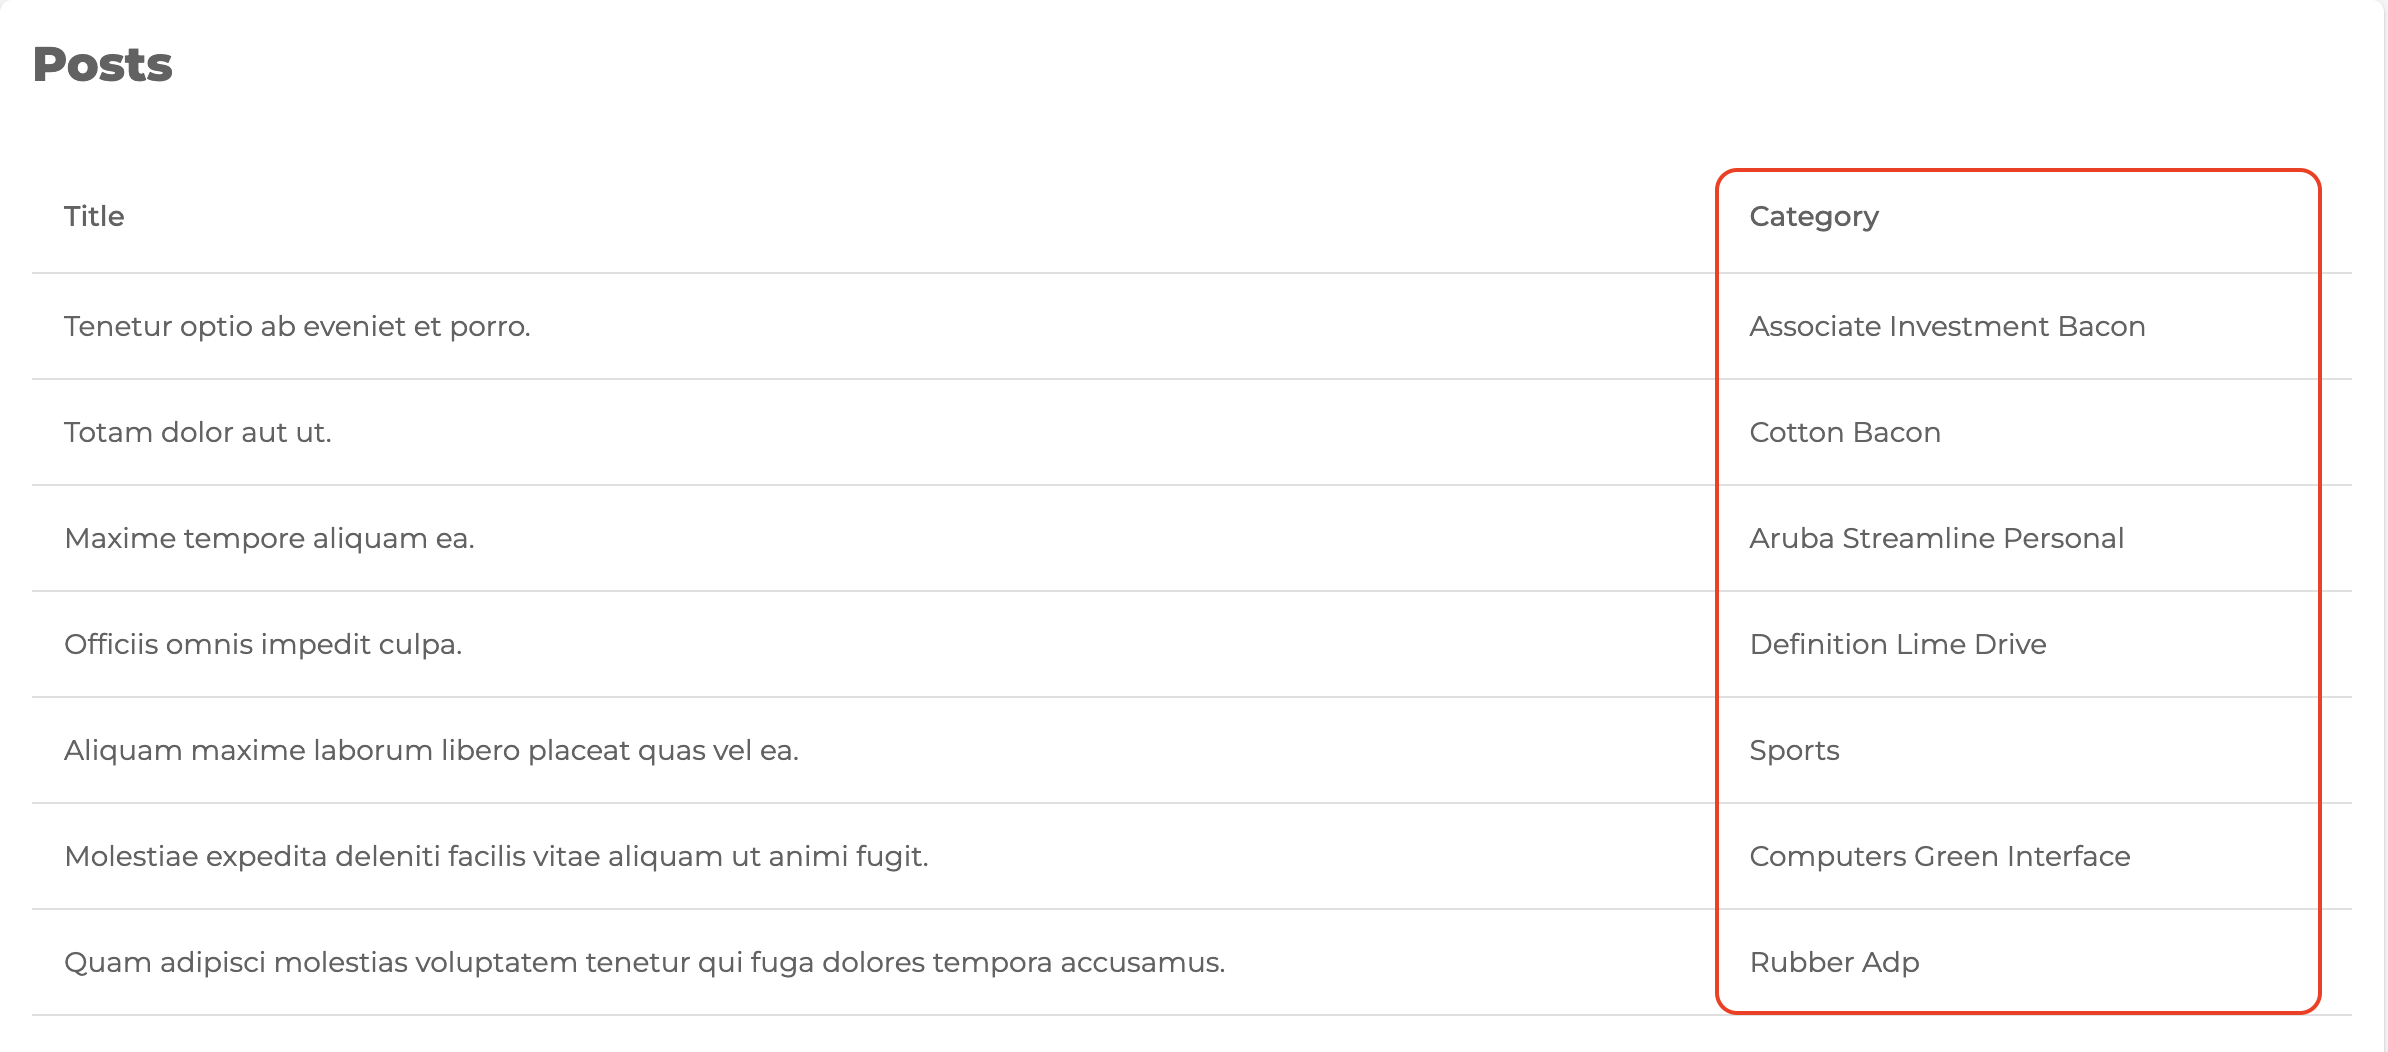 Posts
Title Category
Tenetur optio ab eveniet et porro. Associate Investment Bacon
Totam dolor aut ut. Cotton Bacon
Maxime tempore aliquam ea. Aruba Streamline Personal
Officiis omnis impedit culpa. Definition Lime Drive
Aliquam maxime laborum libero placeat quas vel ea. Sports
Molestiae expedita deleniti facilis vitae aliquam ut animi fugit. Computers Green Interface
Quam adipisci molestias voluptatem tenetur qui fuga dolores tempora accusamus. Rubber Adp